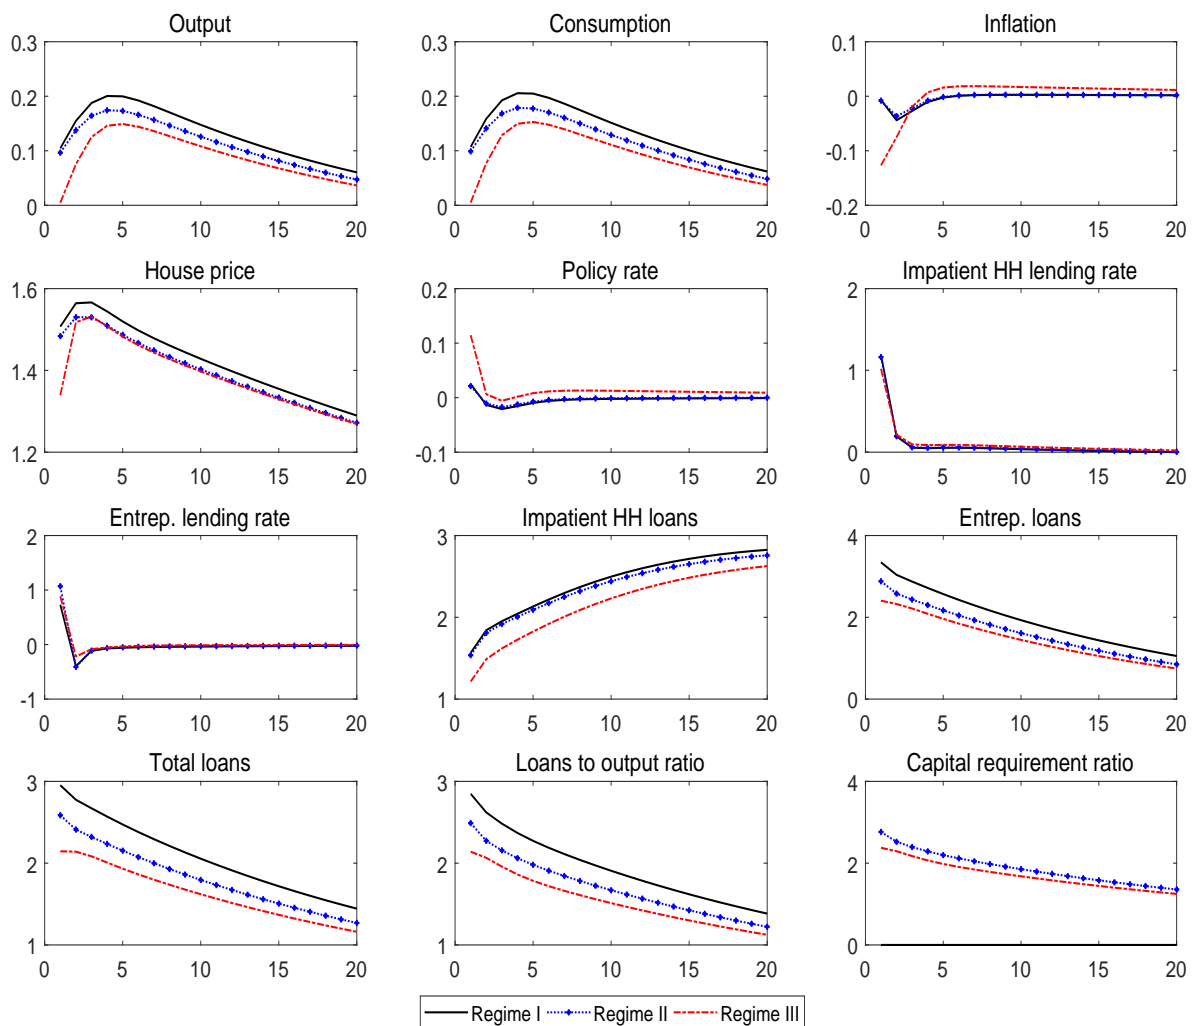 Output
0.3
0.2
0.1
0
0 5 10 15 20
Consumption
0.3
0.2
0.1
0
0 5 10 15 20
Inflation
0.1
0
-0.1
-0.2
0 5 10 15 20
House price
1.6
1.4
1.2
0 5 10 15 20
Policy rate
0.2
0.1
0
-0.1
0 5 10 15 20
Impatient HH lending rate
2
1
0
0 5 10 15 20
Entrep. lending rate
2
1
0
-1
0 5 10 15 20
Impatient HH loans
3
2
1
0 5 10 15 20
Entrep. loans
4
2
0
0 5 10 15 20
Total loans
3
2
1
0 5 10 15 20
Loans to output ratio
3
2
1
0 5 10 15 20
Capital requirement ratio
4
2
0
0 5 10 15 20
Regime I Regime II Regime III